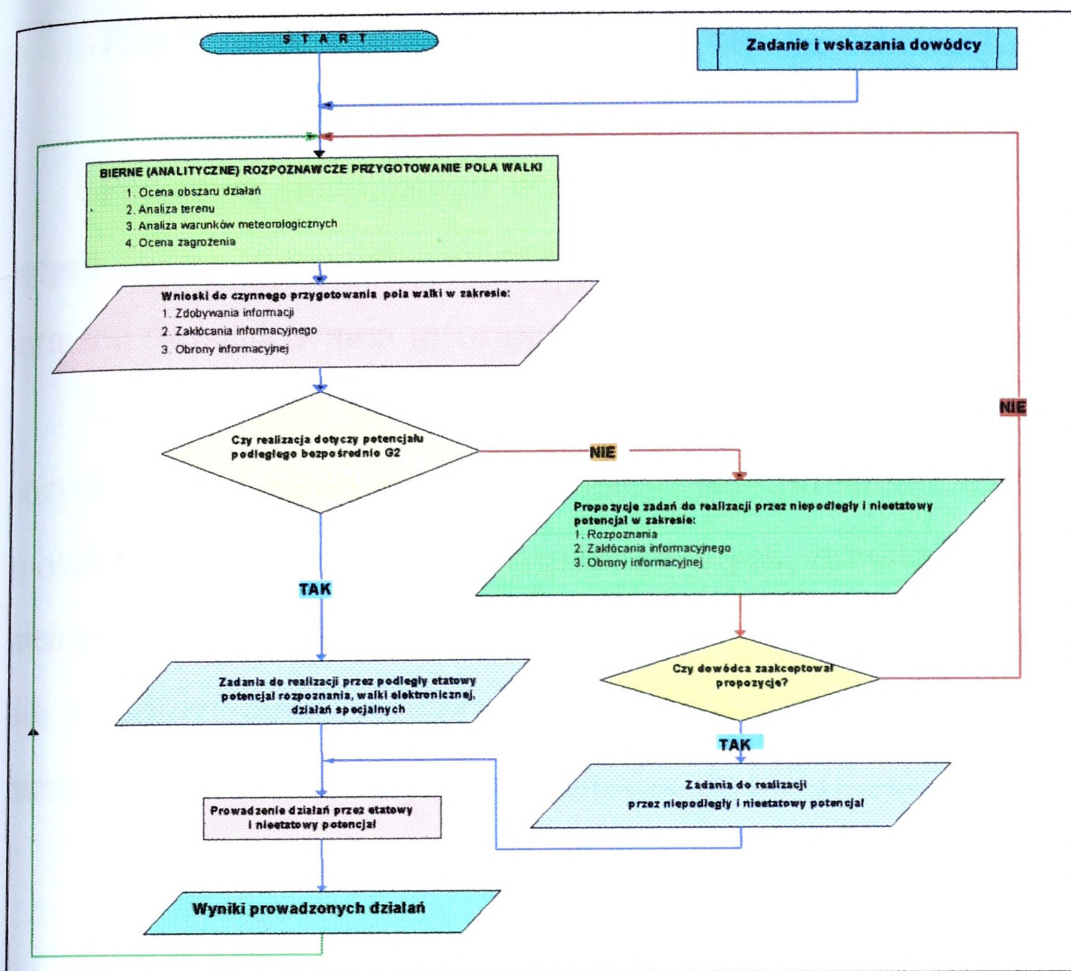 START
Zadanie i wskazania dowódcy
BIERNE (ANALITYCZNE) ROZPOZNAWCZE PRZYGOTOWANIE POLA WALKI
1. Ocena obszaru działań
2. Analiza terenu
3. Analiza warunków meteorologicznych
4. Ocena zagrożenia
Wnioski do czynnego przygotowania pola walki w zakresie:
1. Zdobywania informacji
2. Zakłócania informacyjnego
3. Obrony informacyjnej
Czy realizacja dotyczy potencjału
podległego bezpośrednio G2
NIE
NIE
Propozycje zadań do realizacji przez niepodległy i nieetatowy
potencjał w zakresie:
1. Rozpoznania
2. Zakłócania informacyjnego
3. Obrony informacyjnej
TAK
Czy dowódca zaakceptował
propozycje?
Zadania do realizacji przez podległy etatowy
potencjał rozpoznania, walki elektronicznej,
działań specjalnych
TAK
Zadania do realizacji
przez niepodległy i nieetatowy potencjał
Prowadzenie działań przez etatowy
i nieetatowy potencjał
Wyniki prowadzonych działań